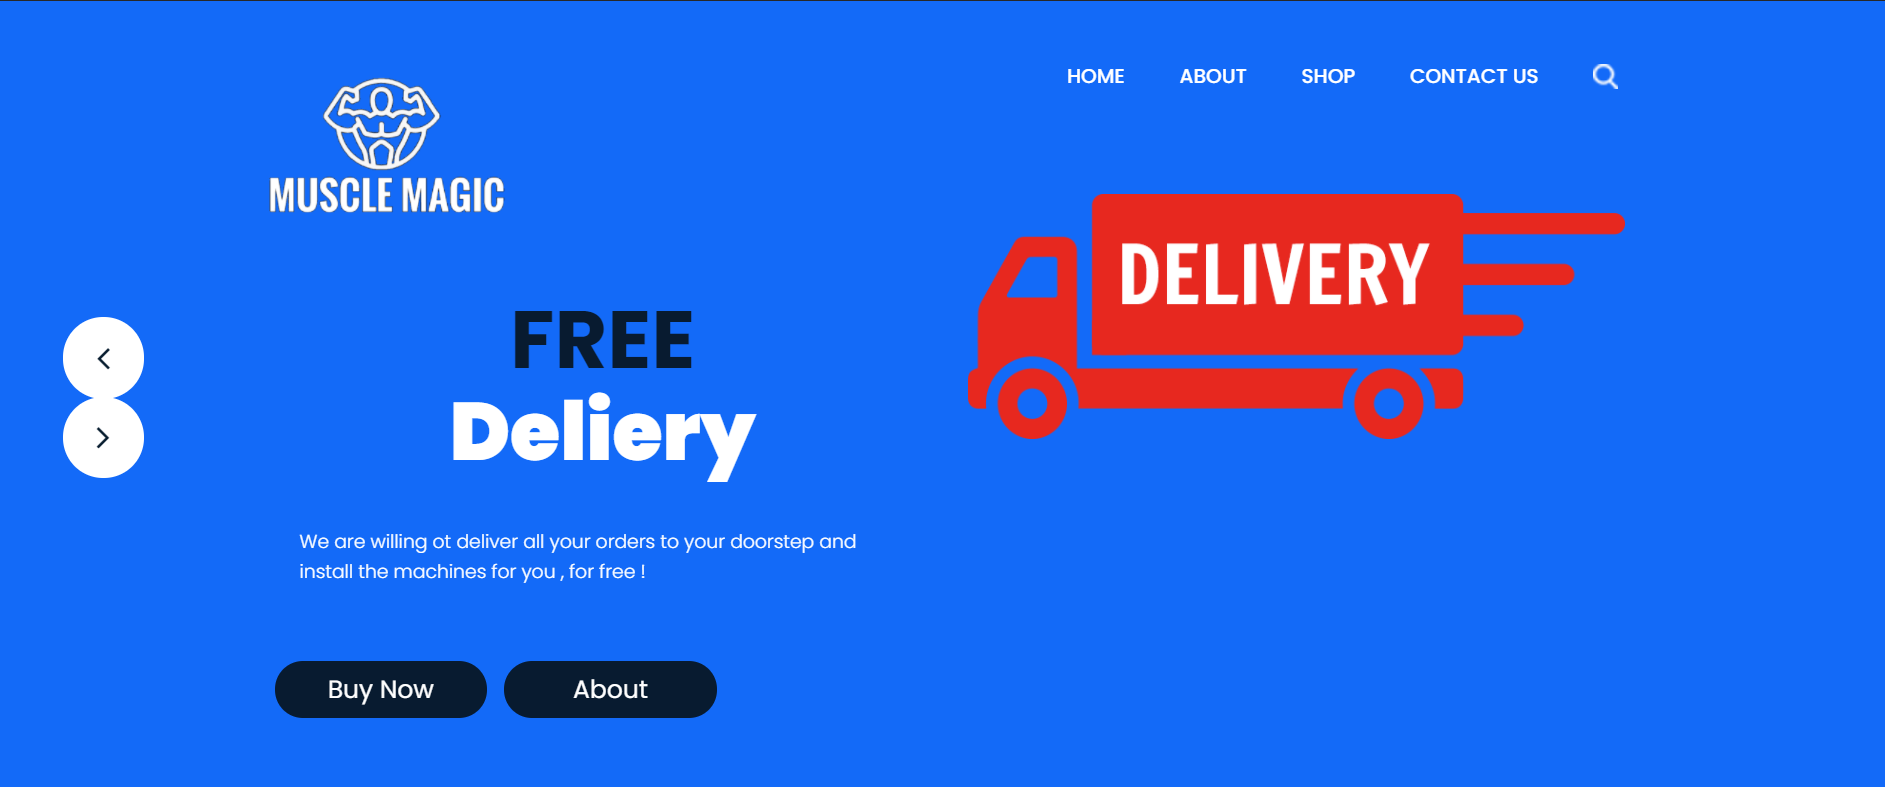 HOME ABOUT SHOP CONTACT US
MUSCLE MAGIC
DELIVERY
FREE
Deliery
We are willing ot deliver all your orders to your doorstep and
install the machines for you , for free !
Buy Now About